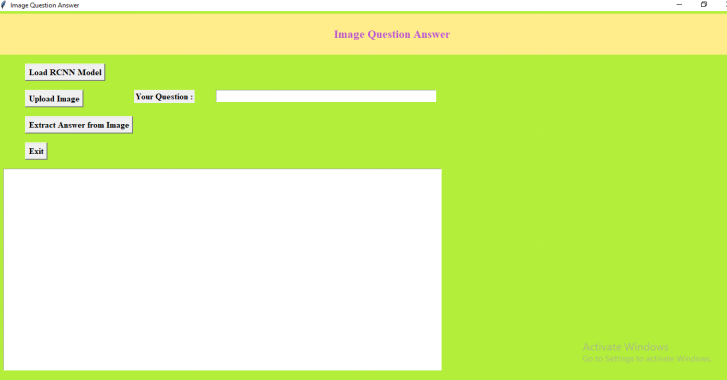 Image Question Answer
Image Question Answer
Load RCNN Model
Upload Image
Your Question :
Extract Answer from Image
Exit
Activate Windows
Go to Settings to activate Windows.